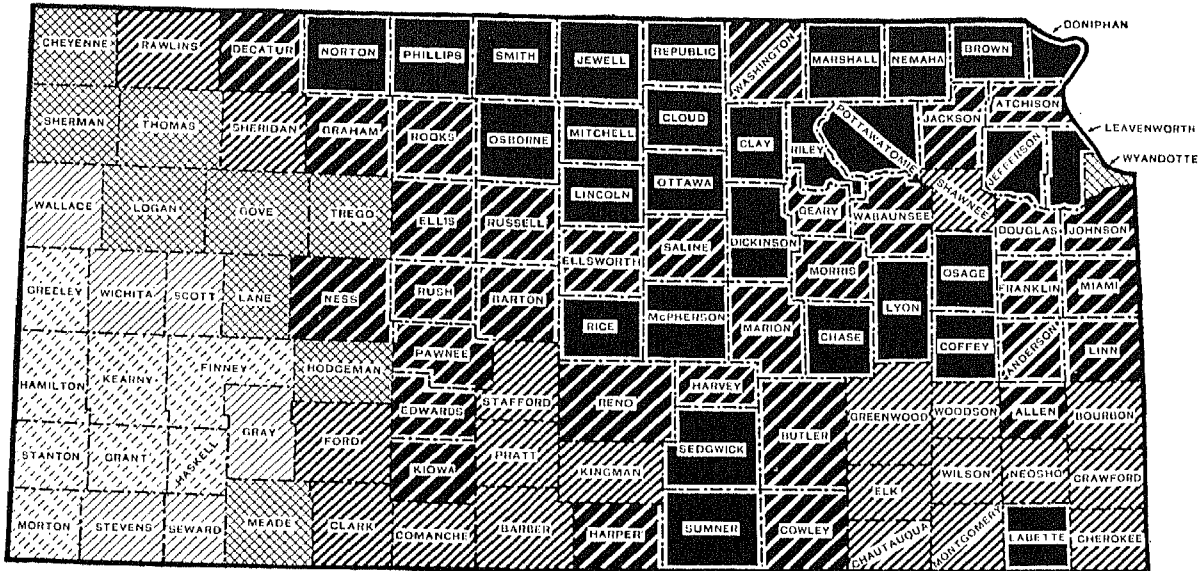 DONIPHAN
CHEYENNE
RAWLINS
DECATUR
NORTON
PHILLIPS
SMITH
JEWELL
REPUBLIC
WASHINGTON
MARSHALL
NEMAHA
BROWN
ATCHISON
LEAVENWORTH
WYANDOTTE
SHERMAN
THOMAS
SHERIDAN
GRAHAM
ROOKS
OSBORNE
MITCHELL
CLOUD
CLAY
RILEY
POTTAWATOMIE
JACKSON
JEFFERSON
WALLACE
LOGAN
GOVE
TREGO
ELLIS
RUSSELL
LINCOLN
OTTAWA
SALINE
DICKINSON
GEARY
WABAUNSEE
SHAWNEE
DOUGLAS
JOHNSON
GREELEY
WICHITA
SCOTT
LANE
NESS
RUSH
BARTON
ELLSWORTH
RICE
McPHERSON
MARION
MORRIS
CHASE
LYON
OSAGE
FRANKLIN
MIAMI
HAMILTON
KEARNY
FINNEY
HODGEMAN
PAWNEE
COFFEY
ANDERSON
LINN
STAFFORD
EDWARDS
RENO
HARVEY
BUTLER
GREENWOOD
WOODSON
ALLEN
BOURBON
STANTON
GRANT
HASKELL
GRAY
FORD
KIOWA
PRATT
KINGMAN
SEDGWICK
ELK
WILSON
NEOSHO
CRAWFORD
MORTON
STEVENS
SEWARD
MEADE
CLARK
COMANCHE
BARBER
HARPER
SUMNER
COWLEY
CHAUTAUQUA
MONTGOMERY
LABETTE
CHEROKEE